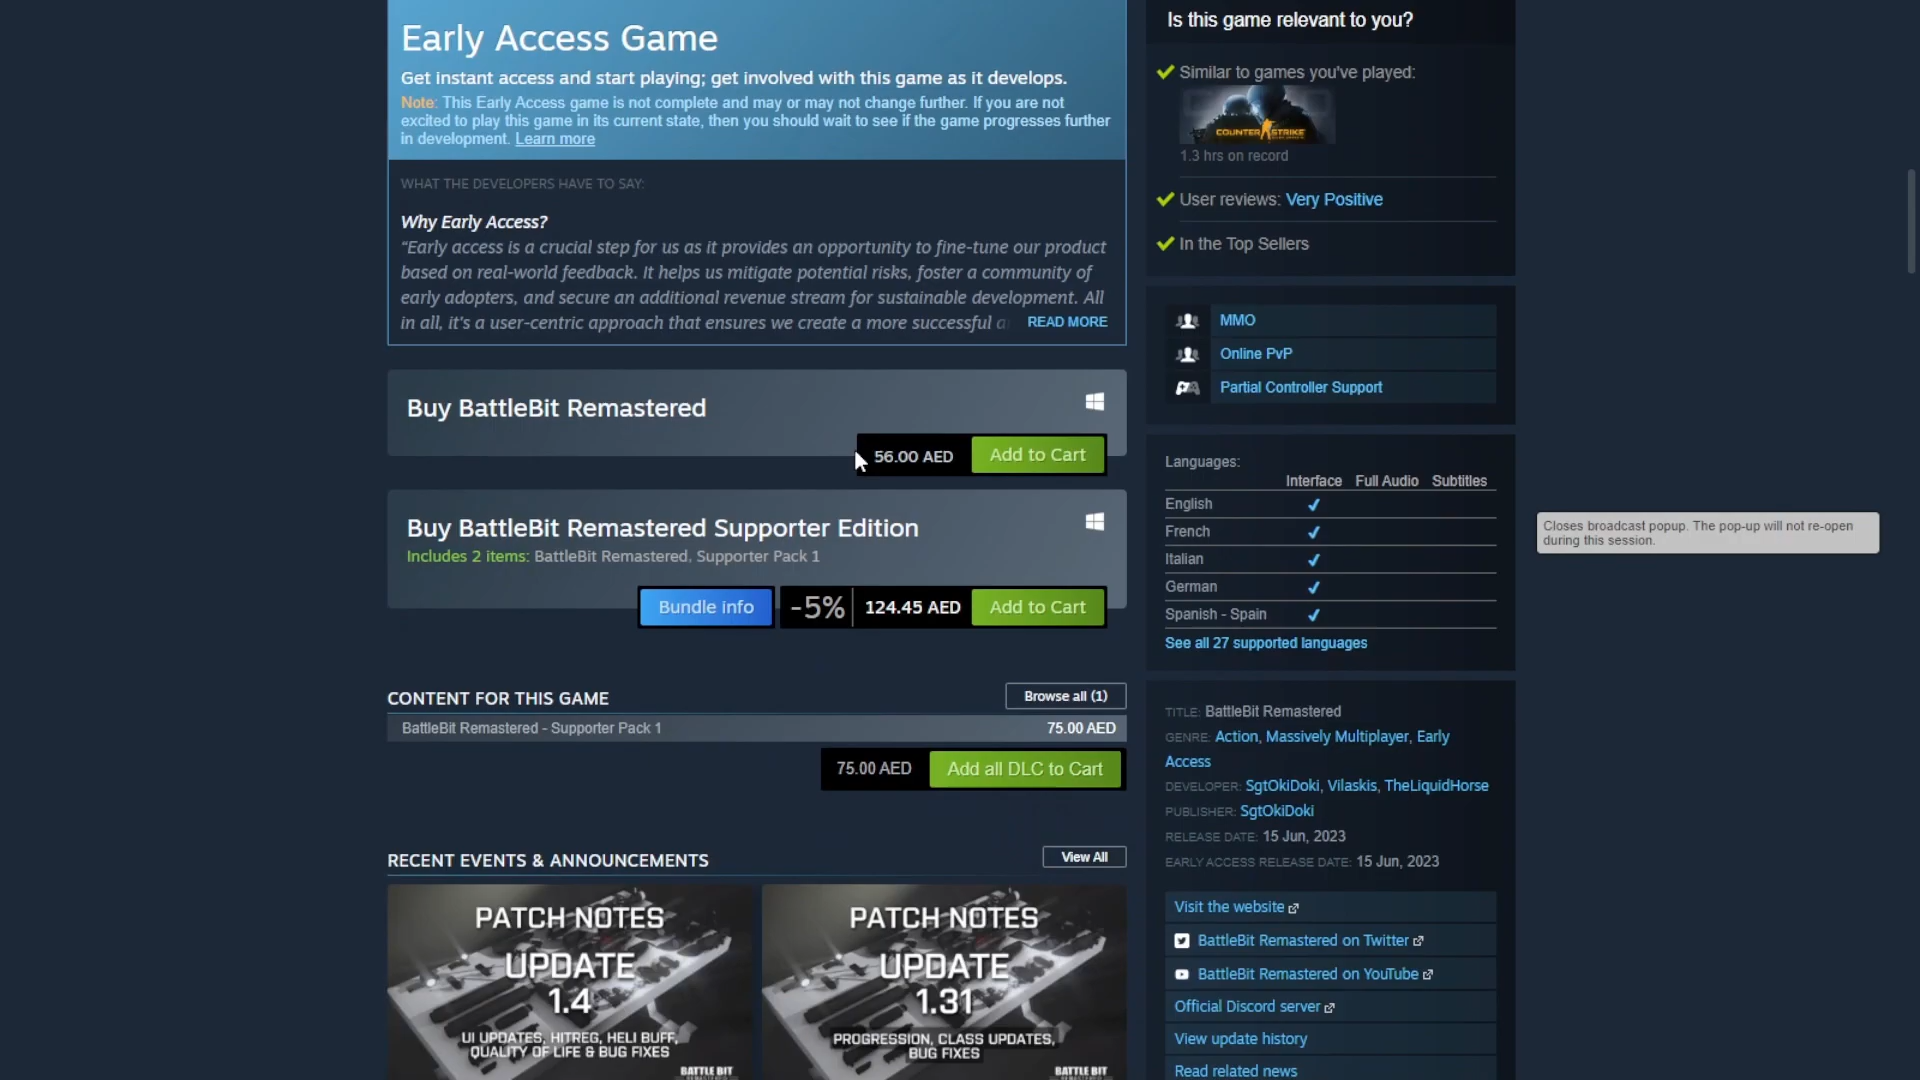 Early Access Game
Get instant access and start playing; get involved with this game as it develops.
Note: This Early Access game is not complete and may or may not change further. If you are not
excited to play this game in its current state, then you should wait to see if the game progresses further
in development. Learn more
WHAT THE DEVELOPERS HAVE TO SAY:
Why Early Access?
“Early access is a crucial step for us as it provides an opportunity to fine-tune our product
based on real-world feedback. It helps us mitigate potential risks, foster a community of
early adopters, and secure an additional revenue stream for sustainable development. All
in all, it's a user-centric approach that ensures we create a more successful a READ MORE
Buy BattleBit Remastered
56.00 AED Add to Cart
Buy BattleBit Remastered Supporter Edition
Includes 2 items: BattleBit Remastered, Supporter Pack 1
Bundle info -5% 124.45 AED Add to Cart
CONTENT FOR THIS GAME Browse all (1)
BattleBit Remastered - Supporter Pack 1 75.00 AED
75.00 AED Add all DLC to Cart
RECENT EVENTS & ANNOUNCEMENTS View All
PATCH NOTES
UPDATE
1.4
UI UPDATES, HITREG, HELI BUFF,
QUALITY OF LIFE & BUG FIXES
BATTLE BIT
REMASTERED
PATCH NOTES
UPDATE
1.31
PROGRESSION, CLASS UPDATES,
BUG FIXES
BATTLE BIT
REMASTERED
Is this game relevant to you?
Similar to games you've played:
COUNTER STRIKE
1.3 hrs on record
User reviews: Very Positive
In the Top Sellers
MMO
Online PvP
Partial Controller Support
Languages:
Interface Full Audio Subtitles
English ✔
French ✔
Italian ✔
German ✔
Spanish - Spain ✔
See all 27 supported languages
TITLE: BattleBit Remastered
GENRE: Action, Massively Multiplayer, Early
Access
DEVELOPER: SgtOkiDoki, Vilaskis, TheLiquidHorse
PUBLISHER: SgtOkiDoki
RELEASE DATE: 15 Jun, 2023
EARLY ACCESS RELEASE DATE: 15 Jun, 2023
Visit the website
BattleBit Remastered on Twitter
BattleBit Remastered on YouTube
Official Discord server
View update history
Read related news
Closes broadcast popup. The pop-up will not re-open
during this session.